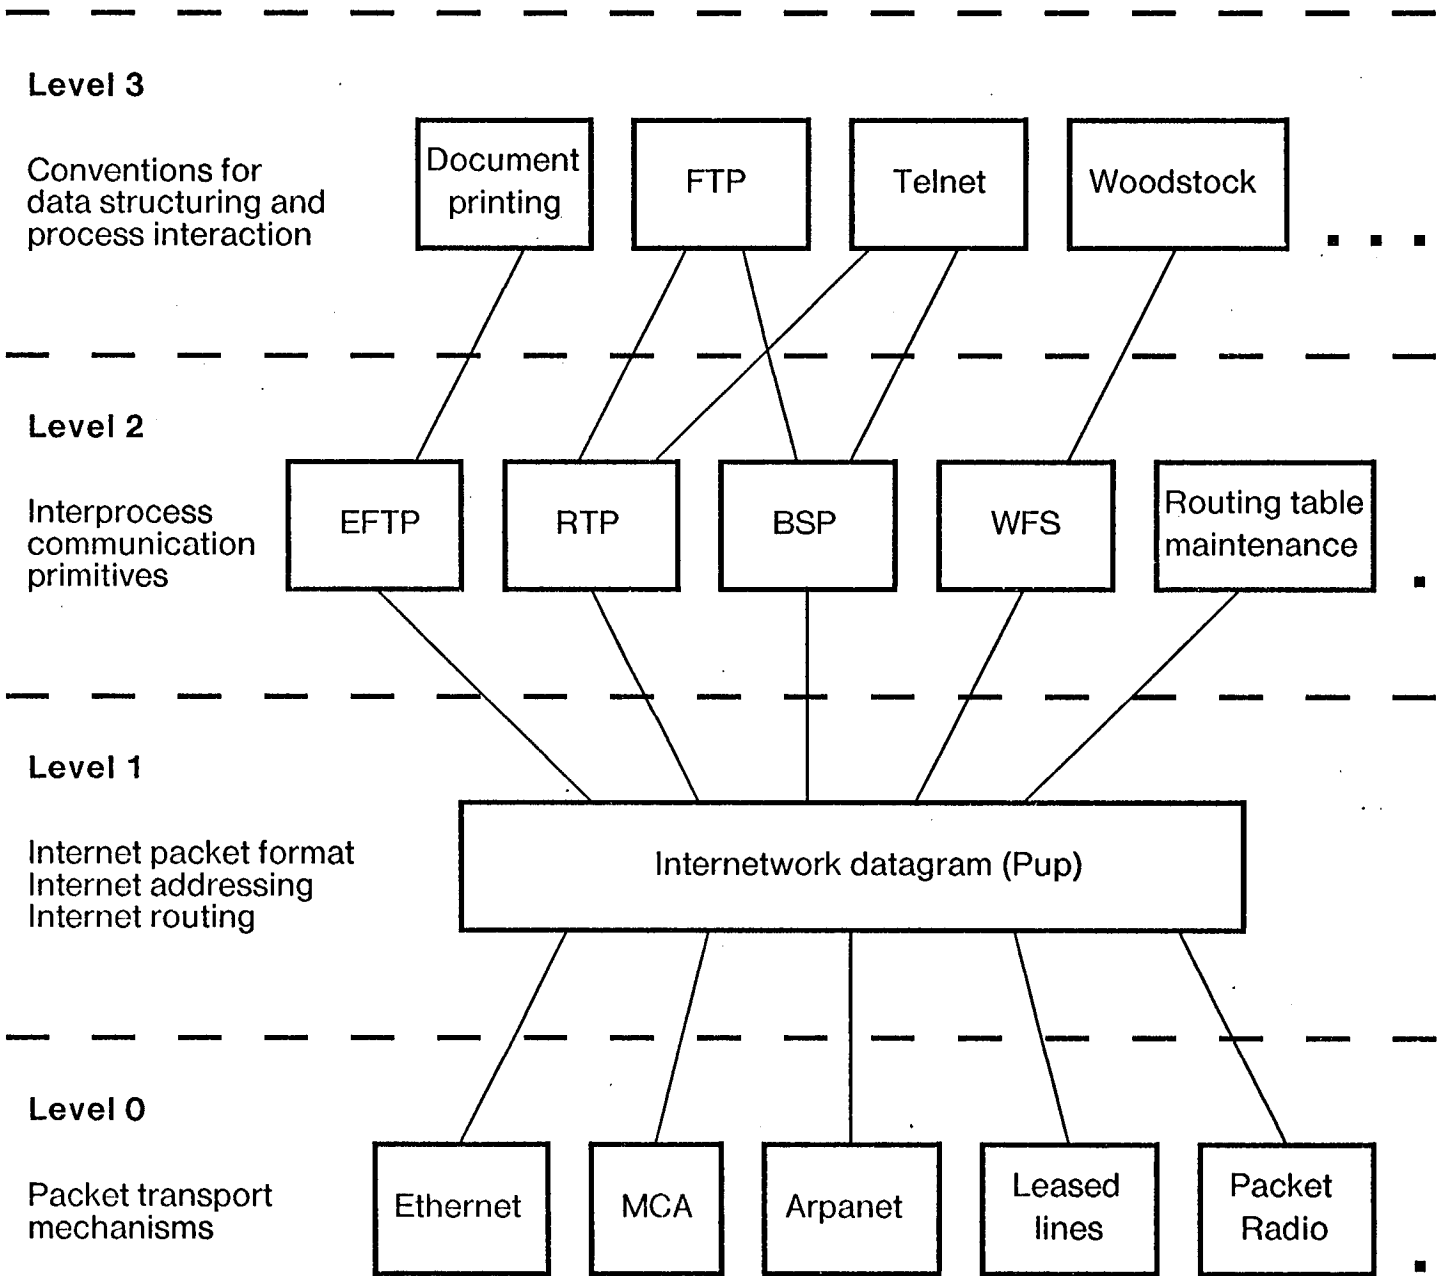 Level 3
Conventions for
data structuring and
process interaction
Document
printing
FTP
Telnet
Woodstock
Level 2
Interprocess
communication
primitives
EFTP
RTP
BSP
WFS
Routing table
maintenance
Level 1
Internet packet format
Internet addressing
Internet routing
Internetwork datagram (Pup)
Level 0
Packet transport
mechanisms
Ethernet
MCA
Arpanet
Leased
lines
Packet
Radio